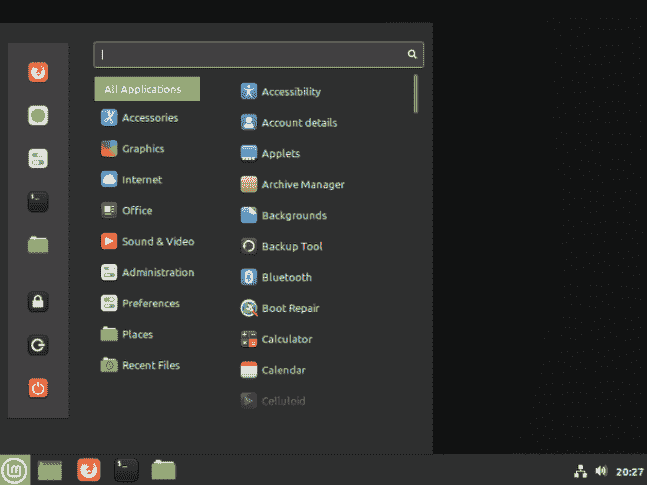 All Applications
Accessories
Graphics
Internet
Office
Sound & Video
Administration
Preferences
Places
Recent Files
Accessibility
Account details
Applets
Archive Manager
Backgrounds
Backup Tool
Bluetooth
Boot Repair
Calculator
Calendar
Celluloid
20:27